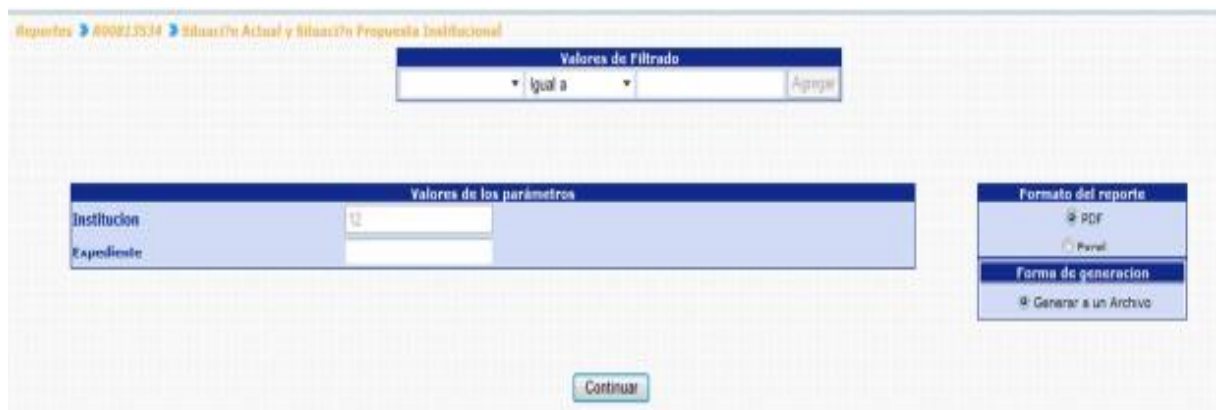 Reportes R00823534 Situaci?n Actual y Situaci?n Propuesta Institucional
Valores de Filtrado
Igual a Agregar
Valores de los parámetros
Institucion 12
Expediente
Formato del reporte
PDF
Excel
Forma de generacion
Generar a un Archivo
Continuar